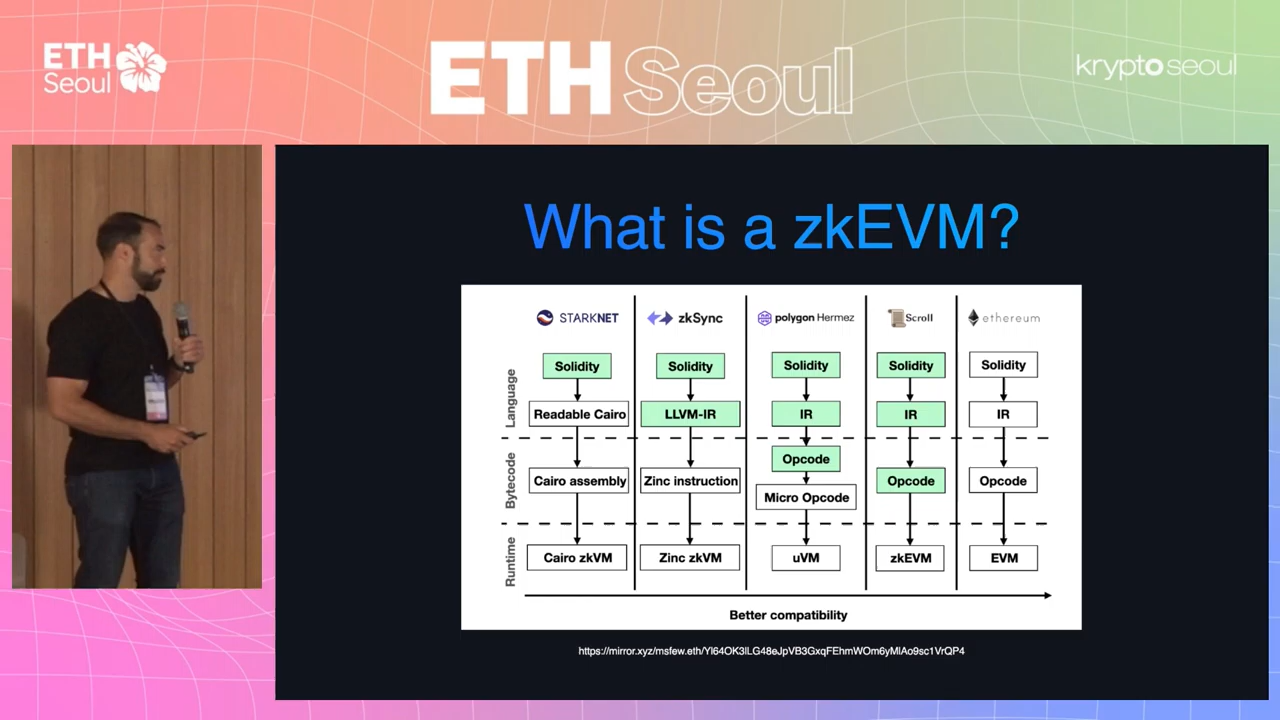 ETH
Seoul
ETH Seoul
krypto seoul
What is a zkEVM?
STARKNET
zkSync
polygon Hermez
Scroll
ethereum
Language
Solidity
Solidity
Solidity
Solidity
Solidity
Readable Cairo
LLVM-IR
IR
IR
IR
Bytecode
Opcode
Cairo assembly
Zinc instruction
Micro Opcode
Opcode
Opcode
Runtime
Cairo zkVM
Zinc zkVM
uVM
zkEVM
EVM
Better compatibility
https://mirror.xyz/msfew.eth/Yl64OK3lLG48eJpVB3GxqFEhmWOm6yMlAo9sc1VrQP4